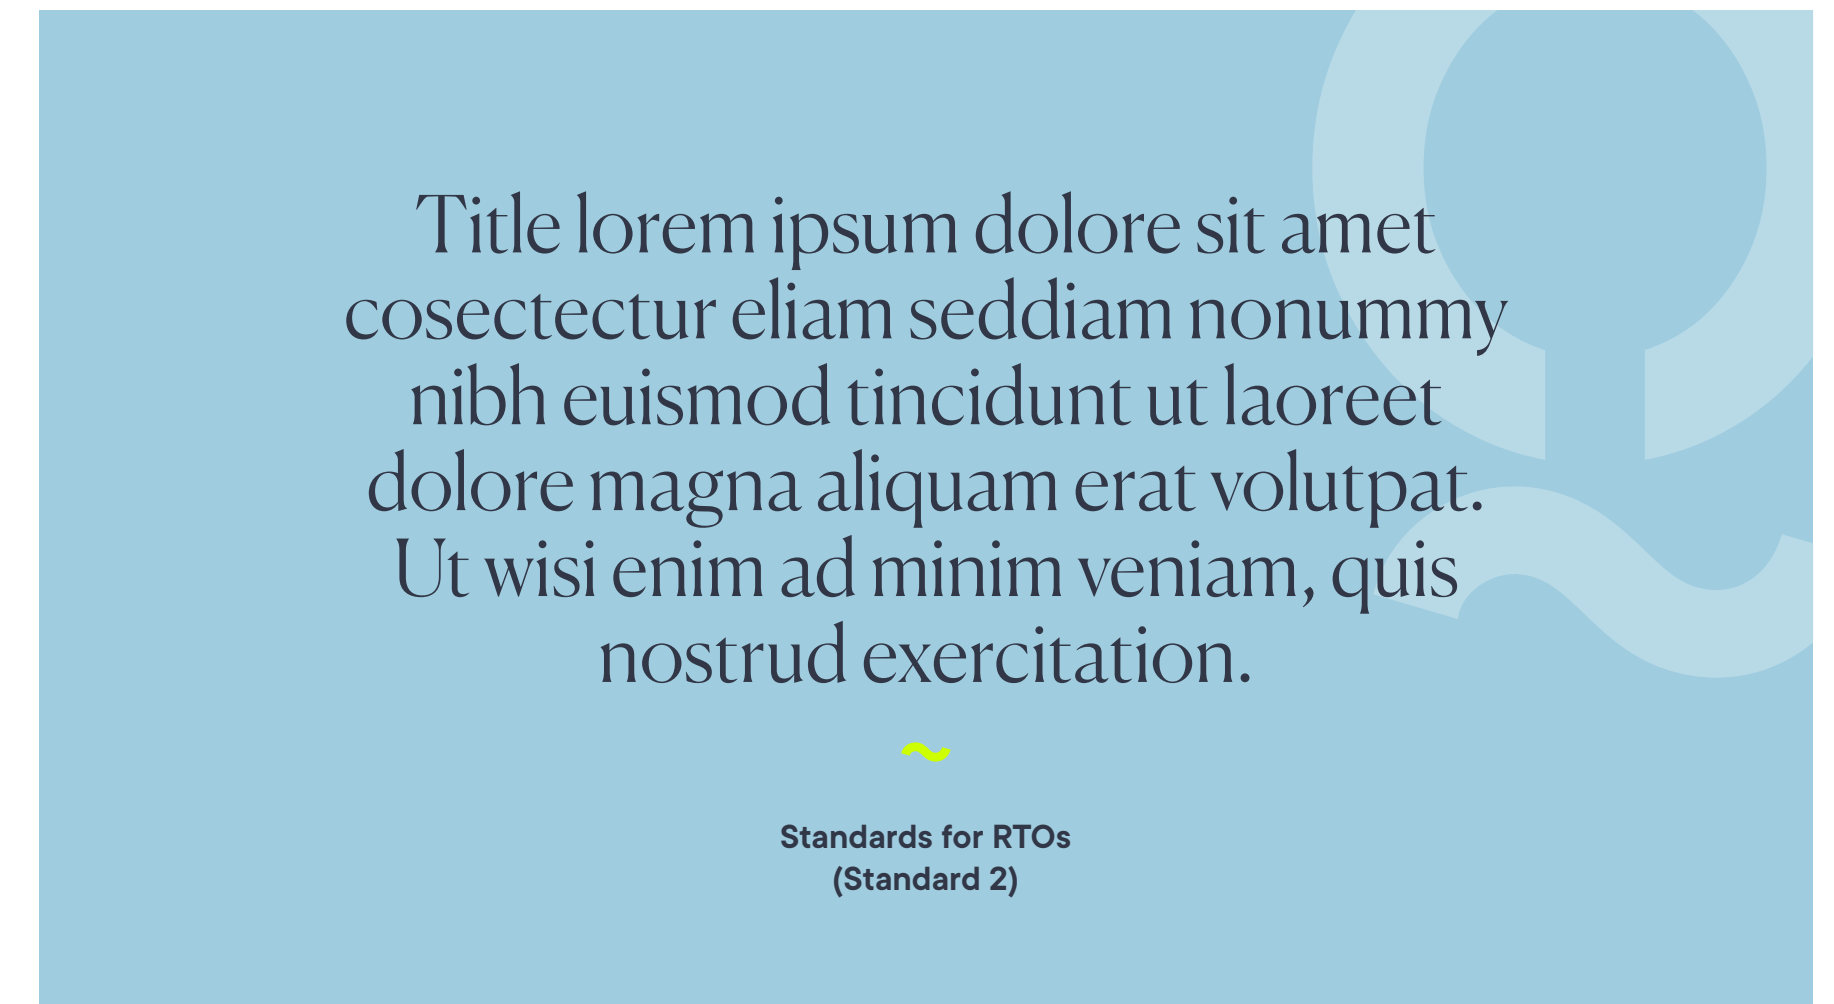 Title lorem ipsum dolore sit amet
cosectectur eliam seddiam nonummy
nibh euismod tincidunt ut laoreet
dolore magna aliquam erat volutpat.
Ut wisi enim ad minim veniam, quis
nostrud exercitation.
Standards for RTOs
(Standard 2)